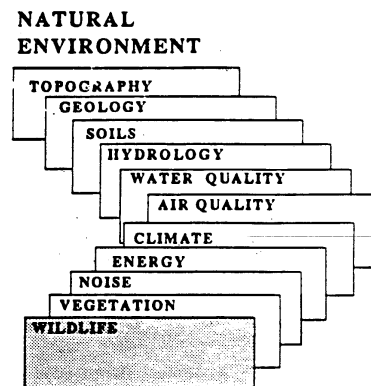 NATURAL
ENVIRONMENT
TOPOGRAPHY
GEOLOGY
SOILS
HYDROLOGY
WATER QUALITY
AIR QUALITY
CLIMATE
ENERGY
NOISE
VEGETATION
WILDLIFE